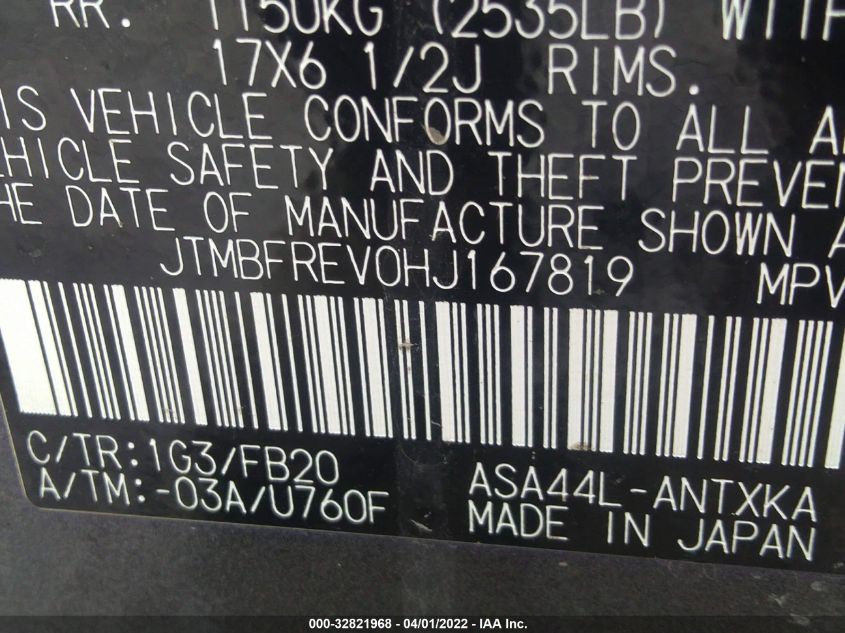 RR. 1150KG (2535LB) WITH
17X6 1/2J RIMS.
IS VEHICLE CONFORMS TO ALL A
HICLE SAFETY AND THEFT PREVEN
HE DATE OF MANUFACTURE SHOWN A
JTMBFREV0HJ167819 MPV
C/TR:1G3/FB20
A/TM:-03A/U760F
ASA44L-ANTXKA
MADE IN JAPAN
000-32821968 - 04/01/2022 - IAA Inc.